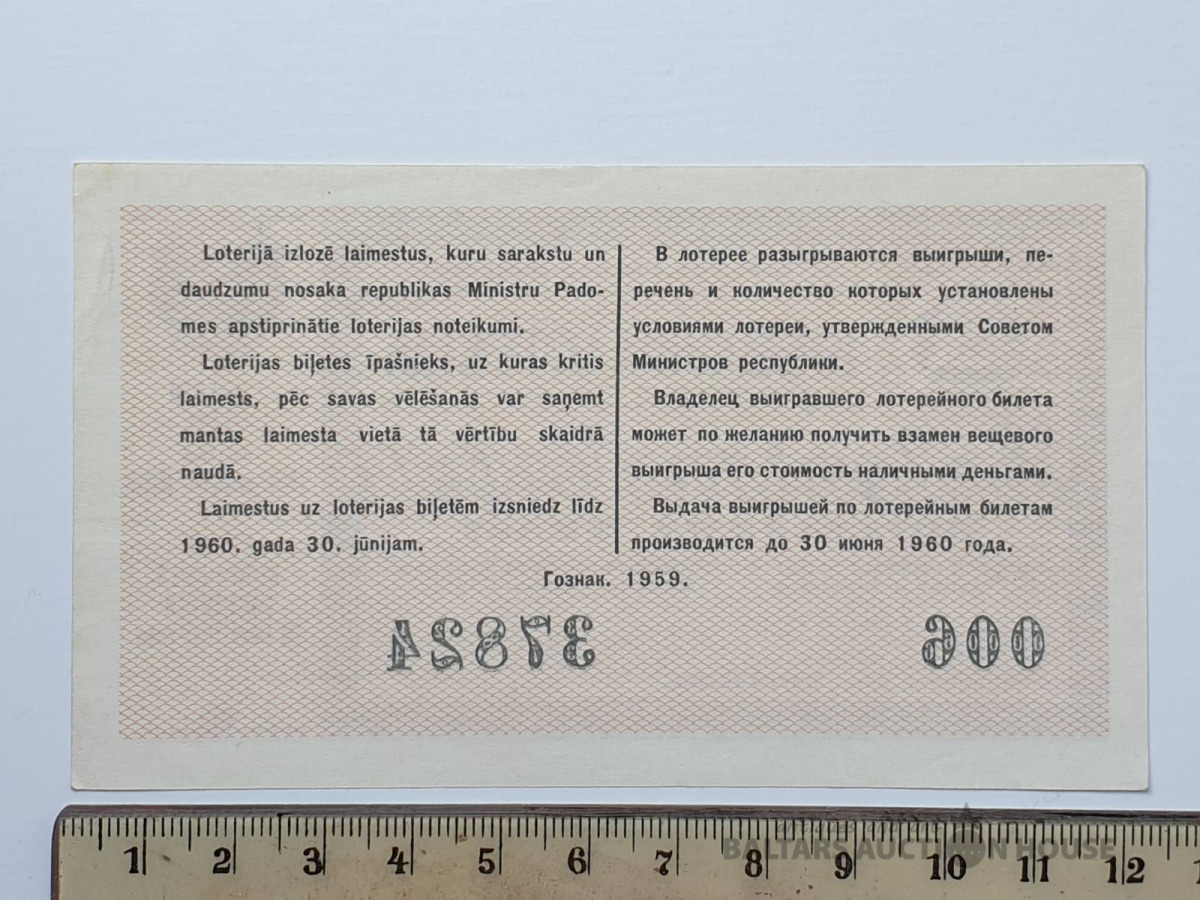 Loterijā izlozē laimestus, kuru sarakstu un
daudzumu nosaka republikas Ministru Pado-
mes apstiprinātie loterijas noteikumi.
Loterijas biļetes īpašnieks, uz kuras kritis
laimests, pēc savas vēlēšanās var saņemt
mantas laimesta vietā tā vērtību skaidrā
naudā.
Laimestus uz loterijas biļetēm izsniedz līdz
1960. gada 30. jūnijam.
В лотерее разыгрываются выигрыши, пе-
речень и количество которых установлены
условиями лотереи, утвержденными Советом
Министров республики.
Владелец выигравшего лотерейного билета
может по желанию получить взамен вещевого
выигрыша его стоимость наличными деньгами.
Выдача выигрышей по лотерейным билетам
производится до 30 июня 1960 года.
Гознак. 1959.
37824 006
1 2 3 4 5 6 7 8 9 10 11 12
BALTARS AUCTION HOUSE